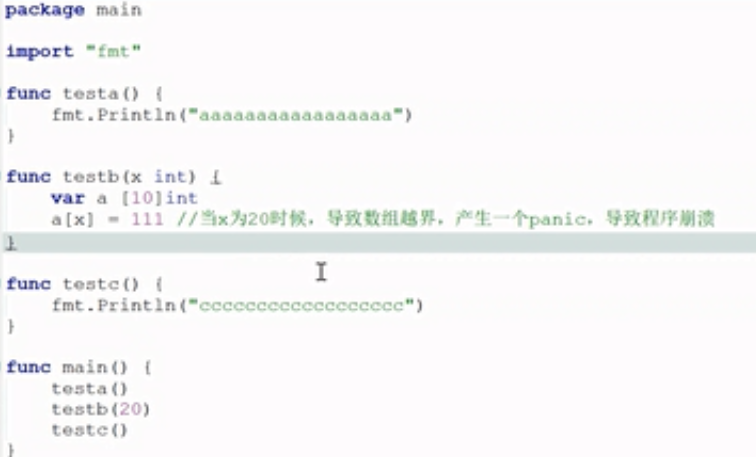 package main
import "fmt"
func testa() {
fmt.Println("aaaaaaaaaaaaaaaaa")
}
func testb(x int) {
var a [10]int
a[x] = 111 //当x为20时候，导致数组越界，产生一个panic，导致程序崩溃
}
func testc() {
fmt.Println("cccccccccccccccccc")
}
func main() {
testa()
testb(20)
testc()
}